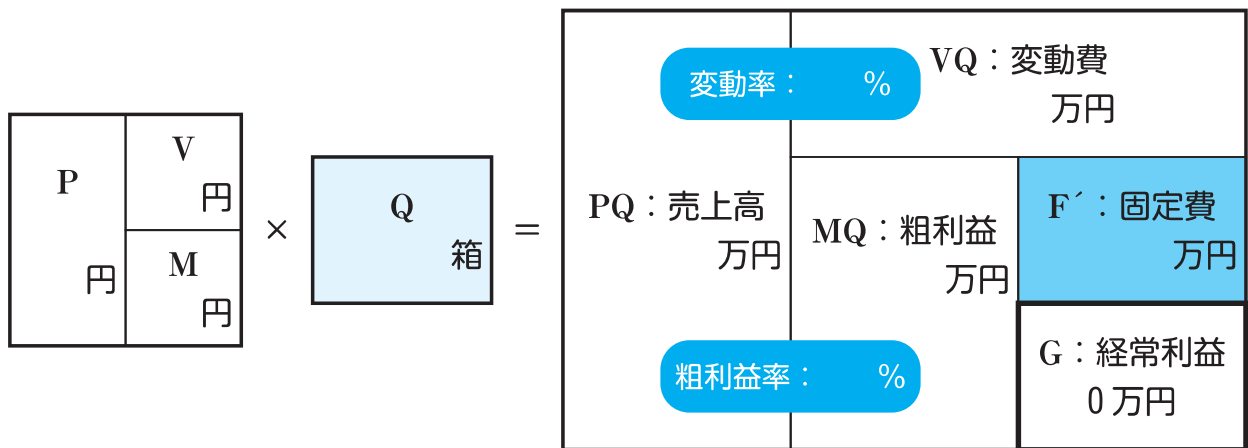 P
円
V
円
M
円
×
Q
箱
=
PQ：売上高
万円
変動率：　　%
VQ：変動費
万円
MQ：粗利益
万円
粗利益率：　　%
F´：固定費
万円
G：経常利益
0万円